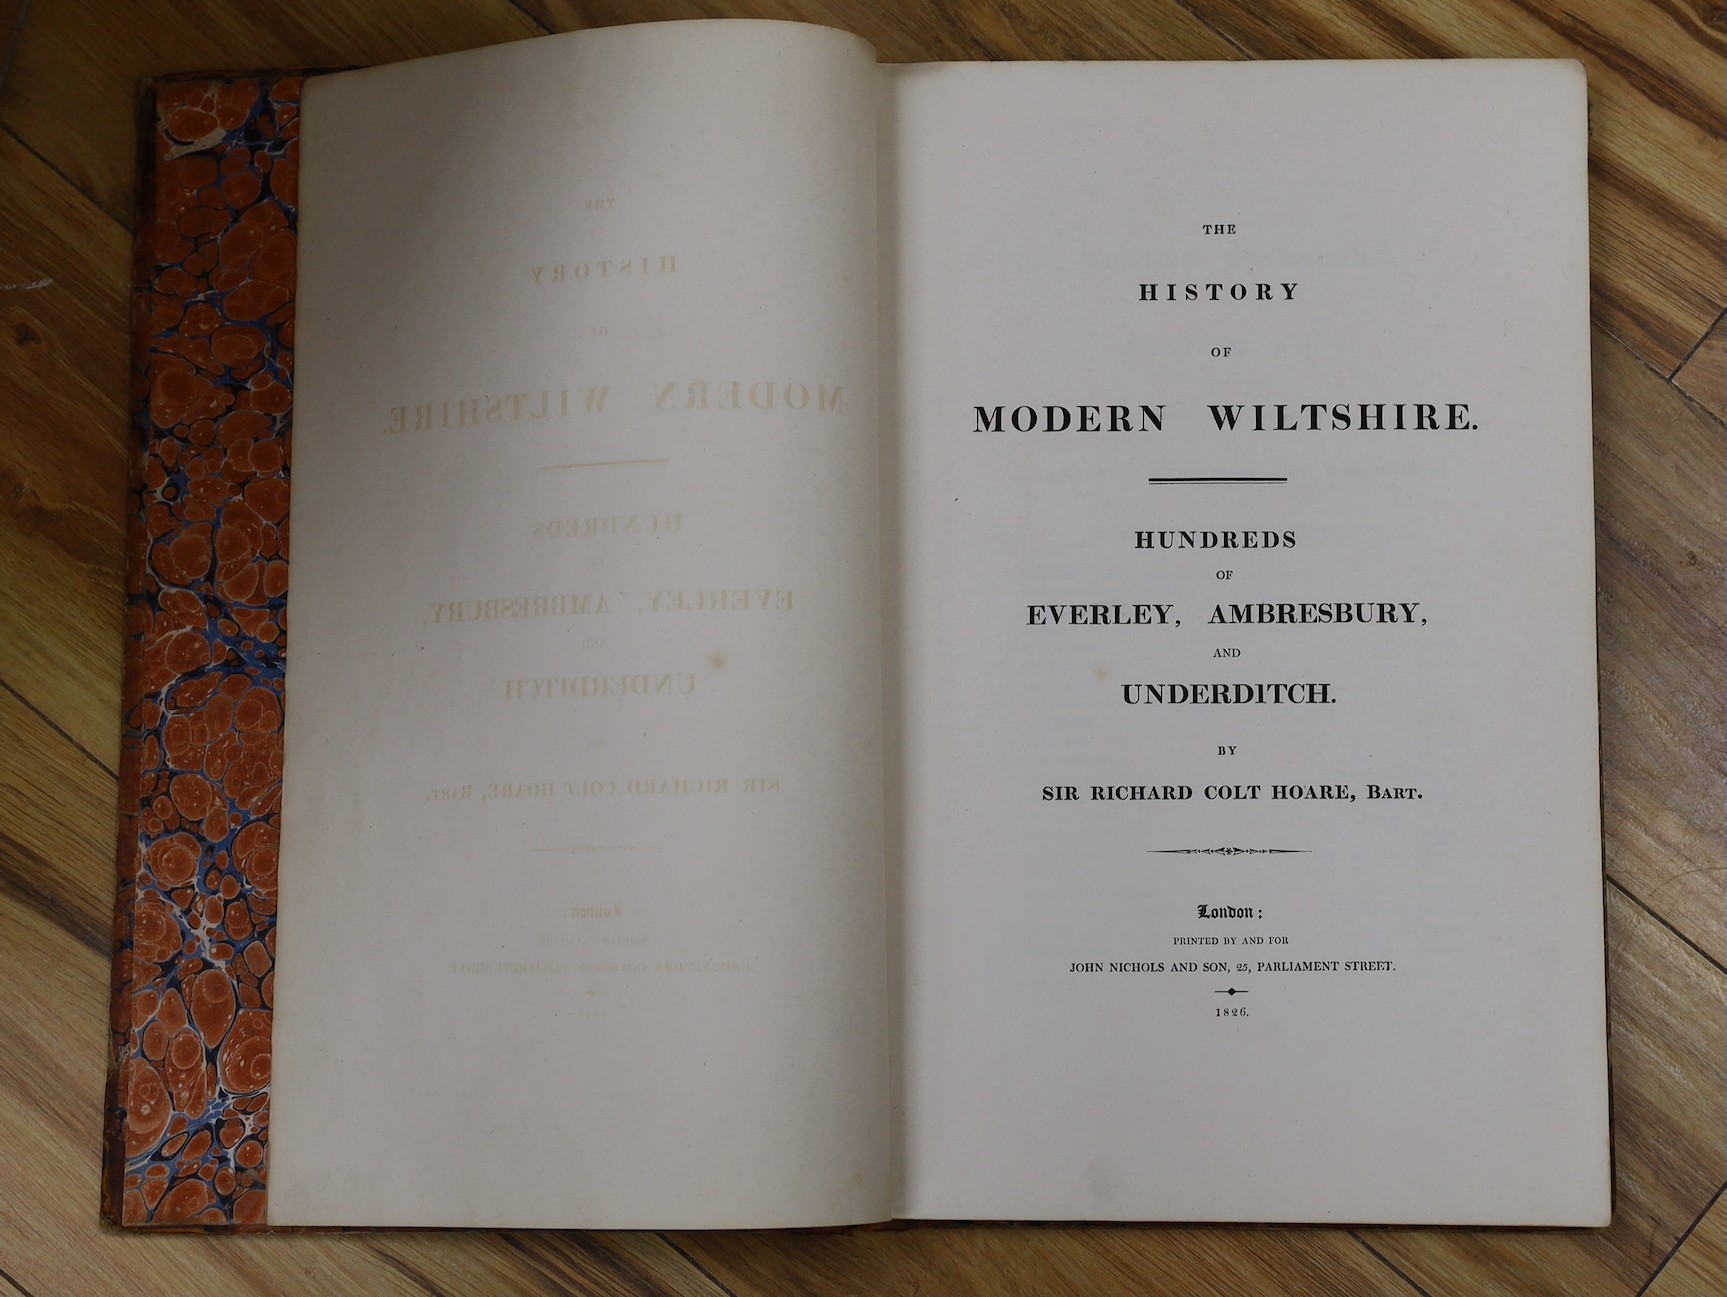 THE
HISTORY
OF
MODERN WILTSHIRE.
HUNDREDS
OF
EVERLEY, AMBRESBURY,
AND
UNDERDITCH.
BY
SIR RICHARD COLT HOARE, BART.
London:
PRINTED BY AND FOR
JOHN NICHOLS AND SON, 25, PARLIAMENT STREET.
1826.